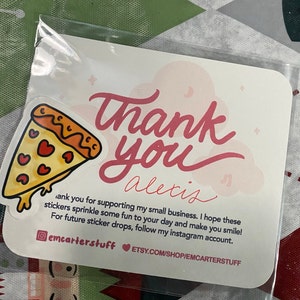 Thank
you
alexis
ank you for supporting my small business. I hope these
stickers sprinkle some fun to your day and make you smile!
For future sticker drops, follow my instagram account.
emcarterstuff ETSY.COM/SHOP/EMCARTERSTUFF